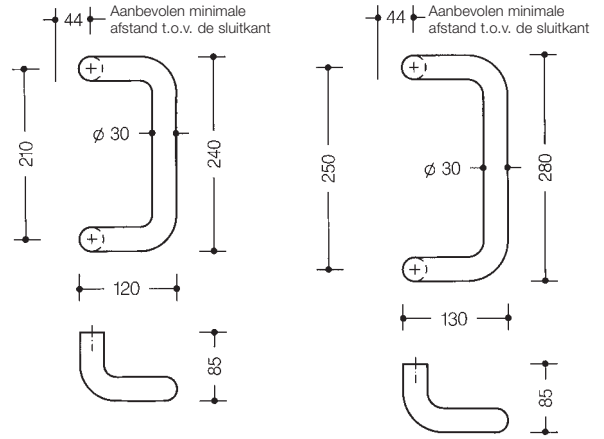 44 Aanbevolen minimale
afstand t.o.v. de sluitkant
210
ϕ 30
240
120
85
44 Aanbevolen minimale
afstand t.o.v. de sluitkant
250
ϕ 30
280
130
85